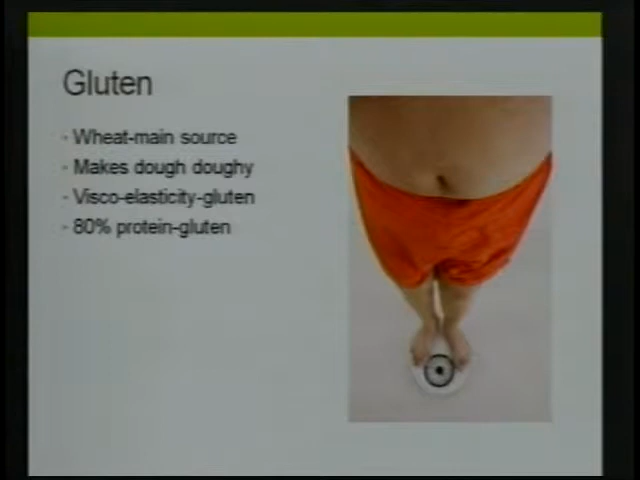 Gluten
- Wheat-main source
- Makes dough doughy
- Visco-elasticity-gluten
- 80% protein-gluten